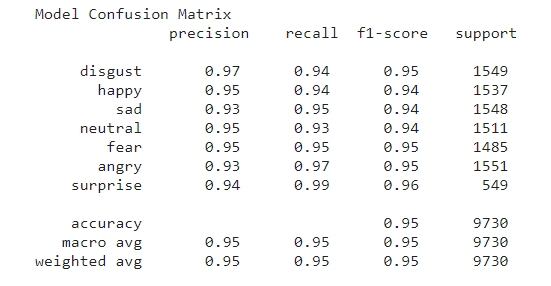 Model Confusion Matrix
precision recall f1-score support
disgust 0.97 0.94 0.95 1549
happy 0.95 0.94 0.94 1537
sad 0.93 0.95 0.94 1548
neutral 0.95 0.93 0.94 1511
fear 0.95 0.95 0.95 1485
angry 0.93 0.97 0.95 1551
surprise 0.94 0.99 0.96 549
accuracy 0.95 9730
macro avg 0.95 0.95 0.95 9730
weighted avg 0.95 0.95 0.95 9730